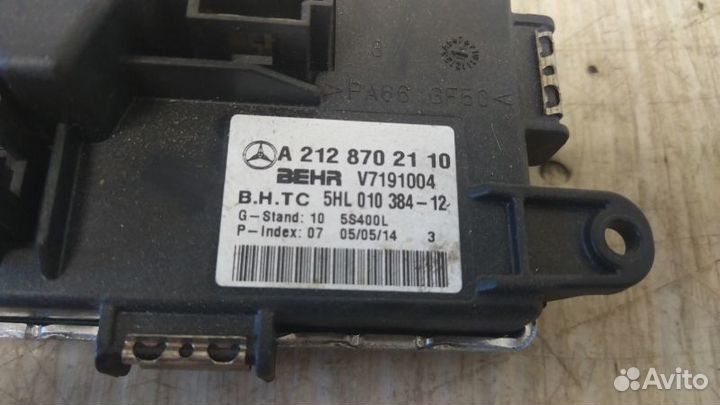 >PA66 GF50<
A 212 870 21 10
BEHR V7191004
B.H.TC 5HL 010 384-12
G-Stand: 10 5S400L
P-Index: 07 05/05/14 3
Avito